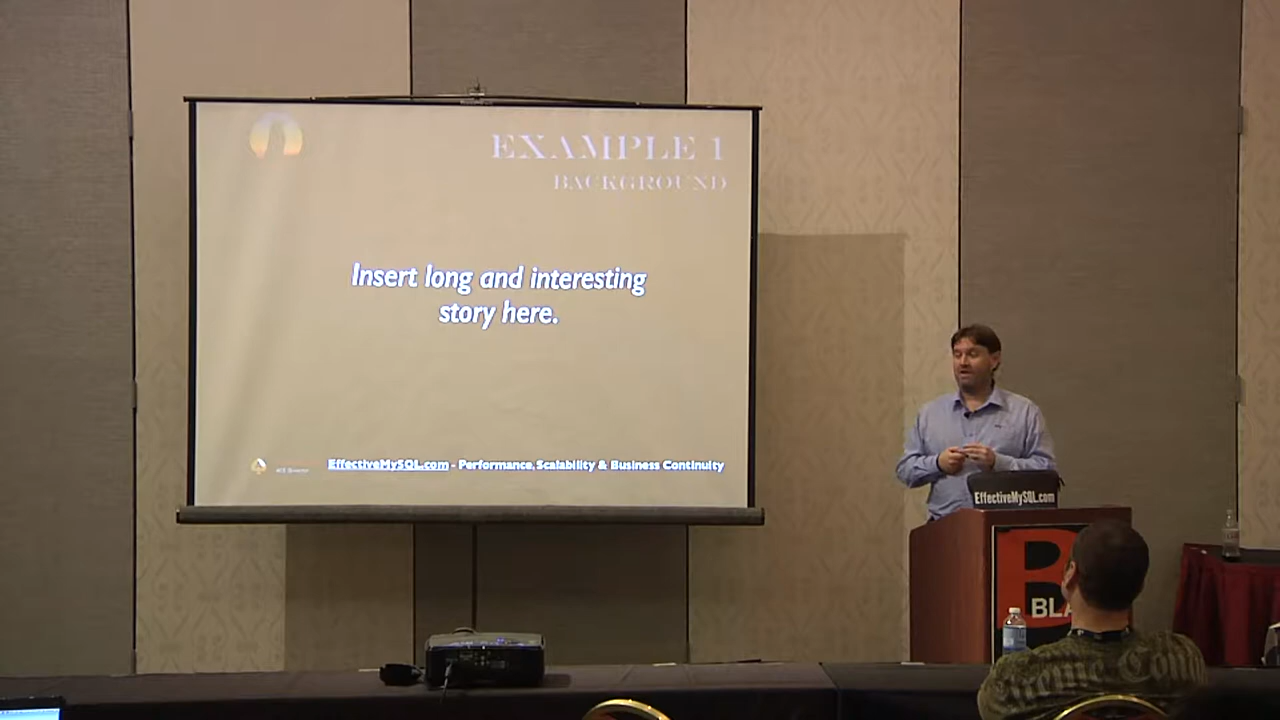 EXAMPLE 1
BACKGROUND
Insert long and interesting
story here.
EffectiveMySQL.com - Performance, Scalability & Business Continuity
EffectiveMySQL.com
B
BLA